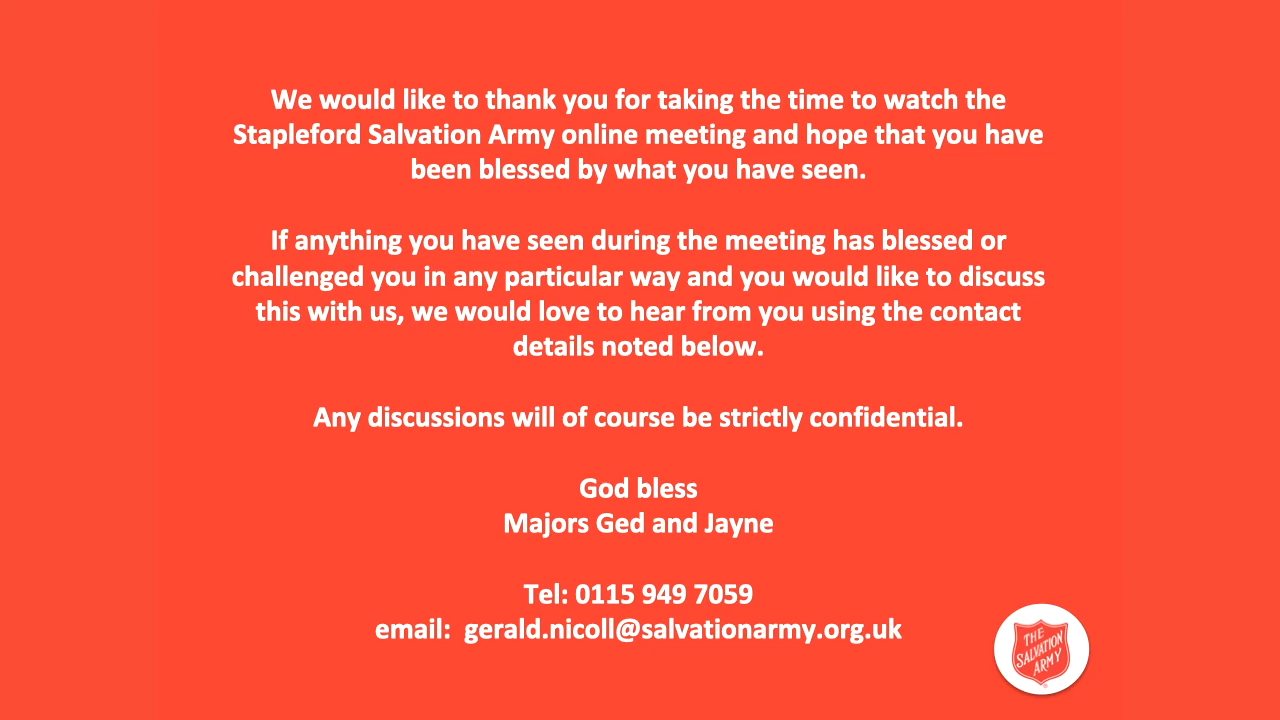 We would like to thank you for taking the time to watch the
Stapleford Salvation Army online meeting and hope that you have
been blessed by what you have seen.
If anything you have seen during the meeting has blessed or
challenged you in any particular way and you would like to discuss
this with us, we would love to hear from you using the contact
details noted below.
Any discussions will of course be strictly confidential.
God bless
Majors Ged and Jayne
Tel: 0115 949 7059
email:  gerald.nicoll@salvationarmy.org.uk
THE
SALVATION
ARMY